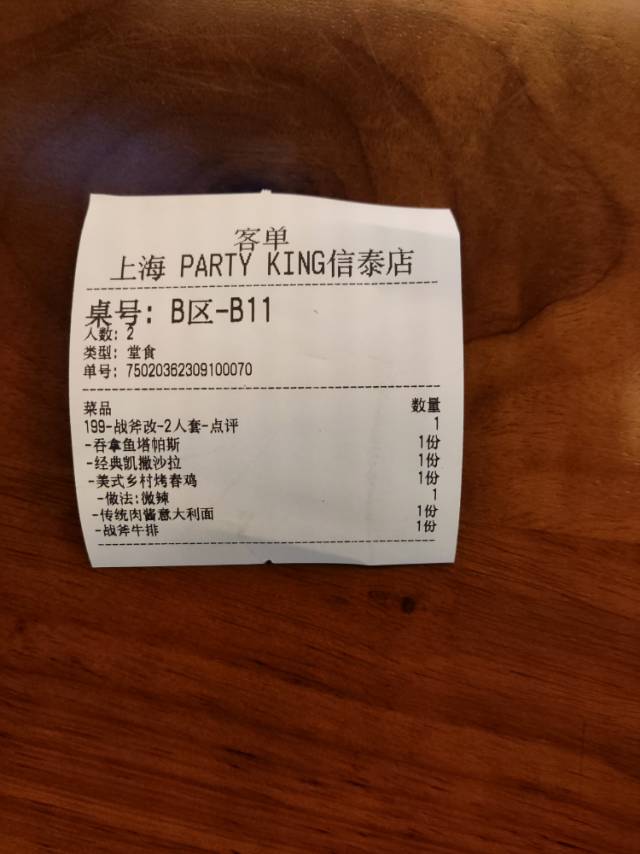 客单
上海 PARTY KING信泰店
桌号: B区-B11
人数: 2
类型: 堂食
单号: 75020362309100070
菜品 数量
199-战斧改-2人套-点评 1
-吞拿鱼塔帕斯 1份
-经典凯撒沙拉 1份
-美式乡村烤春鸡 1份
-做法:微辣 1
-传统肉酱意大利面 1份
-战斧牛排 1份